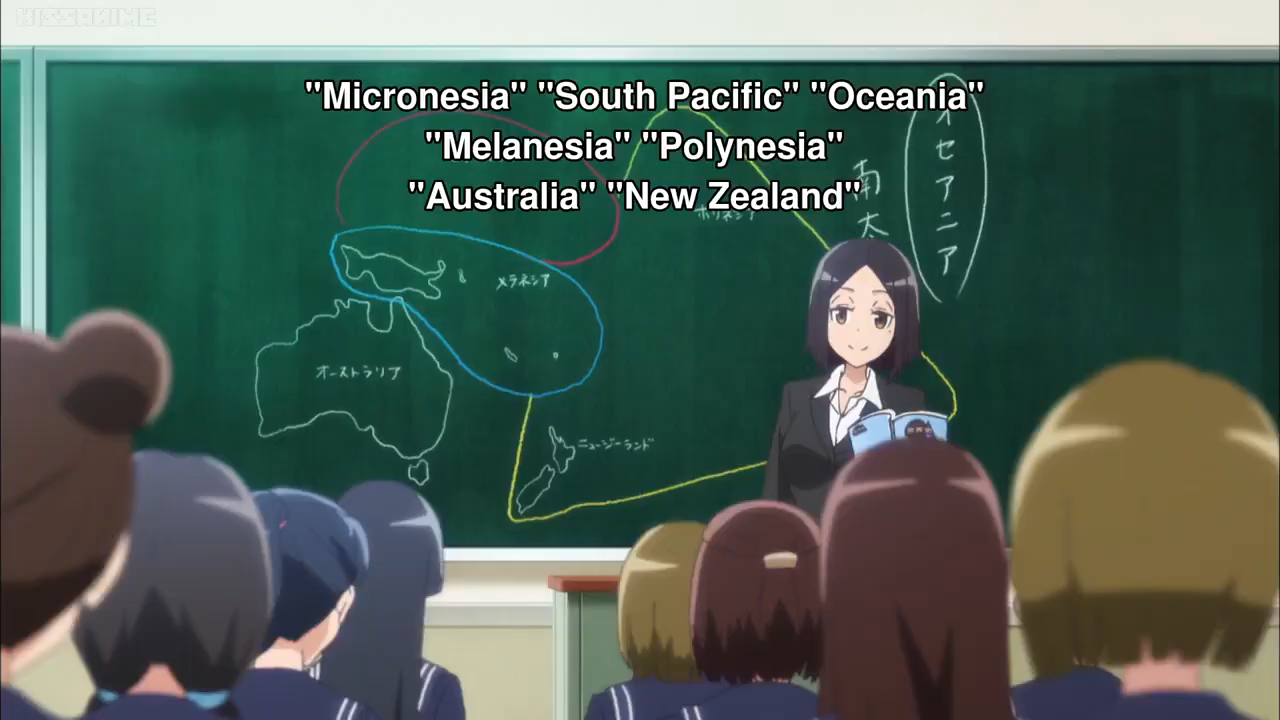 KISSANIME
"Micronesia" "South Pacific" "Oceania"
"Melanesia" "Polynesia"
"Australia" "New Zealand"
オセアニア
南太
ポリネシア
メラネシア
オーストラリア
ニュージーランド